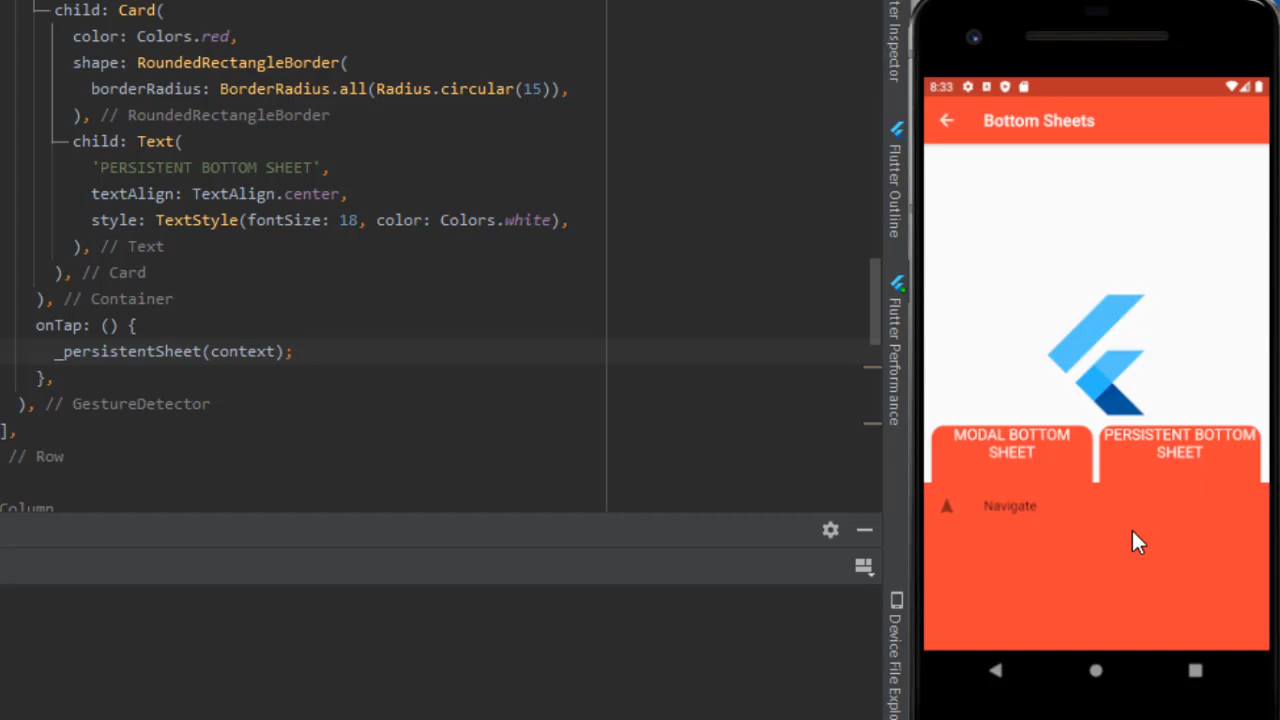 child: Card(
color: Colors.red,
shape: RoundedRectangleBorder(
borderRadius: BorderRadius.all(Radius.circular(15)),
), // RoundedRectangleBorder
child: Text(
'PERSISTENT BOTTOM SHEET',
textAlign: TextAlign.center,
style: TextStyle(fontSize: 18, color: Colors.white),
), // Text
), // Card
), // Container
onTap: () {
_persistentSheet(context);
},
), // GestureDetector
],
// Row
Column
Inspector
Flutter Outline
Flutter Performance
Device File
8:33
Bottom Sheets
MODAL BOTTOM
SHEET
PERSISTENT BOTTOM
SHEET
Navigate